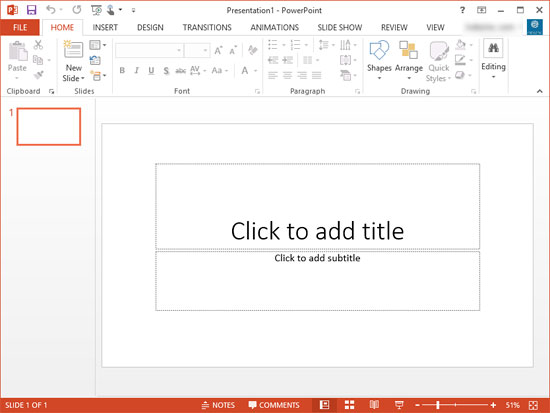 Presentation1 - PowerPoint
FILE HOME INSERT DESIGN TRANSITIONS ANIMATIONS SLIDE SHOW REVIEW VIEW
Paste
New
Slide
B I U S abc AV Aa
A A A
Shapes
Arrange
Quick
Styles
Editing
Clipboard Slides Font Paragraph Drawing
1
Click to add title
Click to add subtitle
SLIDE 1 OF 1 NOTES COMMENTS 51%